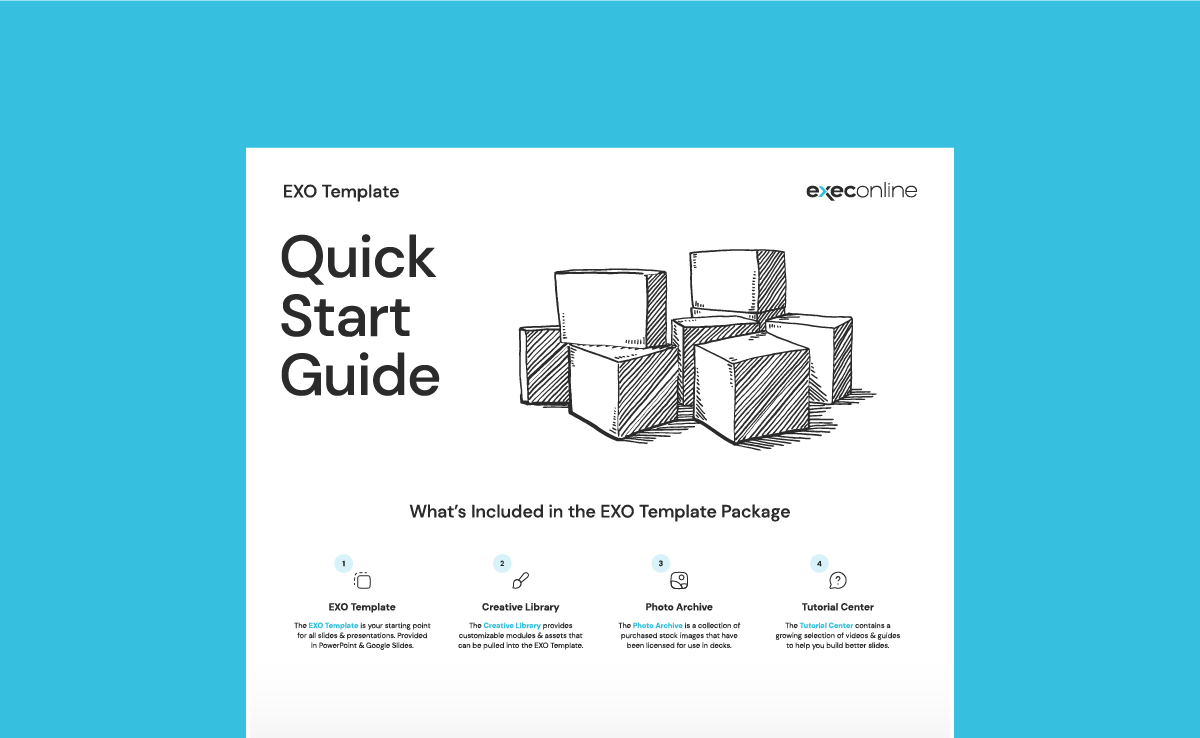 EXO Template
execonline
Quick
Start
Guide
What's Included in the EXO Template Package
1
2
3
4
?
EXO Template
Creative Library
Photo Archive
Tutorial Center
The EXO Template is your starting point
for all slides & presentations. Provided
in PowerPoint & Google Slides.
The Creative Library provides
customizable modules & assets that
can be pulled into the EXO Template.
The Photo Archive is a collection of
purchased stock images that have
been licensed for use in decks.
The Tutorial Center contains a
growing selection of videos & guides
to help you build better slides.